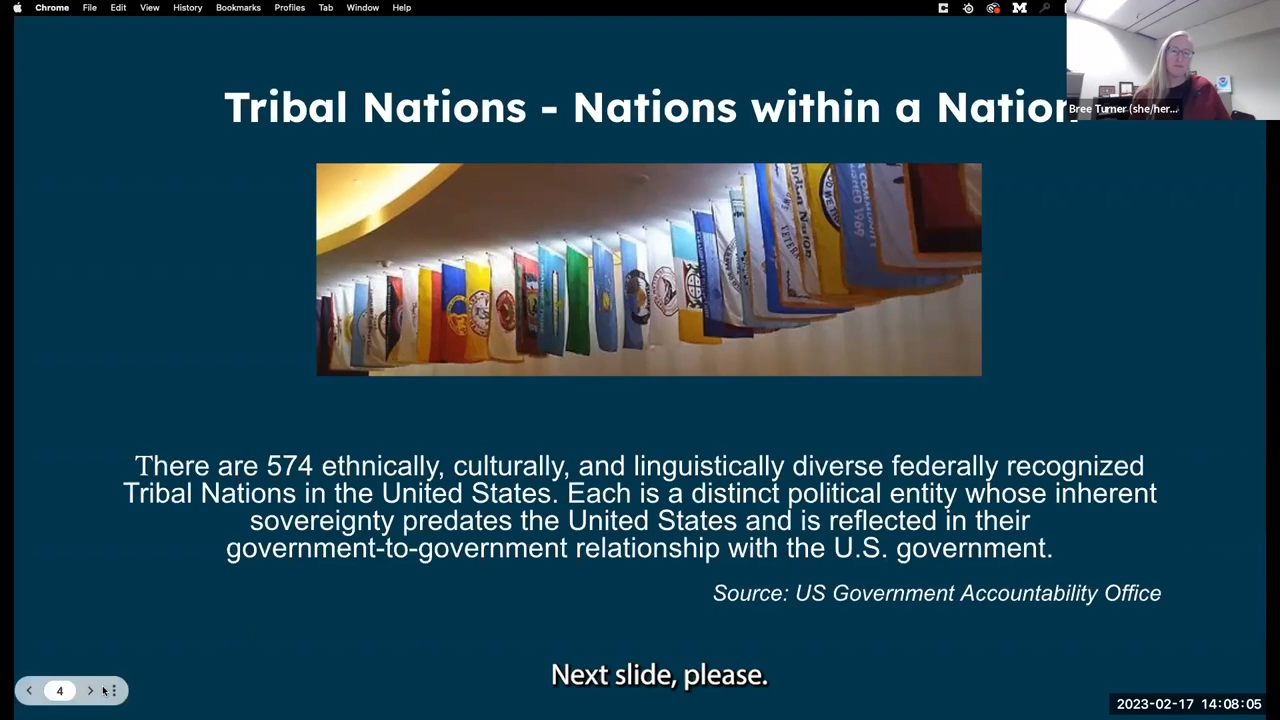 Chrome File Edit View History Bookmarks Profiles Tab Window Help
Tribal Nations - Nations within a Nation
Bree Turner (she/her...
Indian Nation
COMMUNITY
There are 574 ethnically, culturally, and linguistically diverse federally recognized
Tribal Nations in the United States. Each is a distinct political entity whose inherent
sovereignty predates the United States and is reflected in their
government-to-government relationship with the U.S. government.
Source: US Government Accountability Office
Next slide, please.
4
2023-02-17 14:08:05